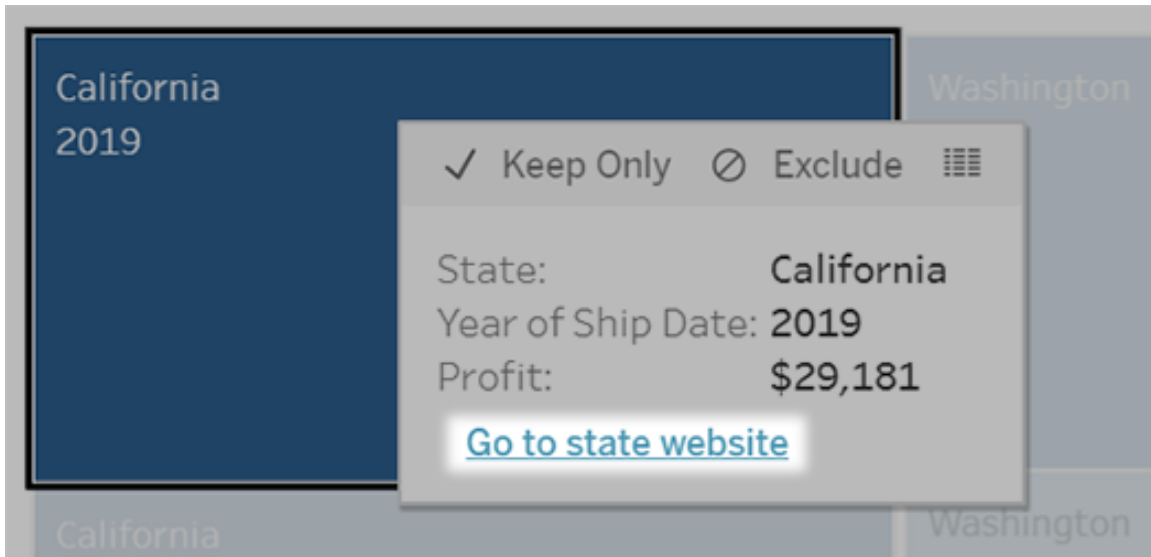 California
2019
Washington
Keep Only Exclude
State: California
Year of Ship Date: 2019
Profit: $29,181
Go to state website
California
Washington